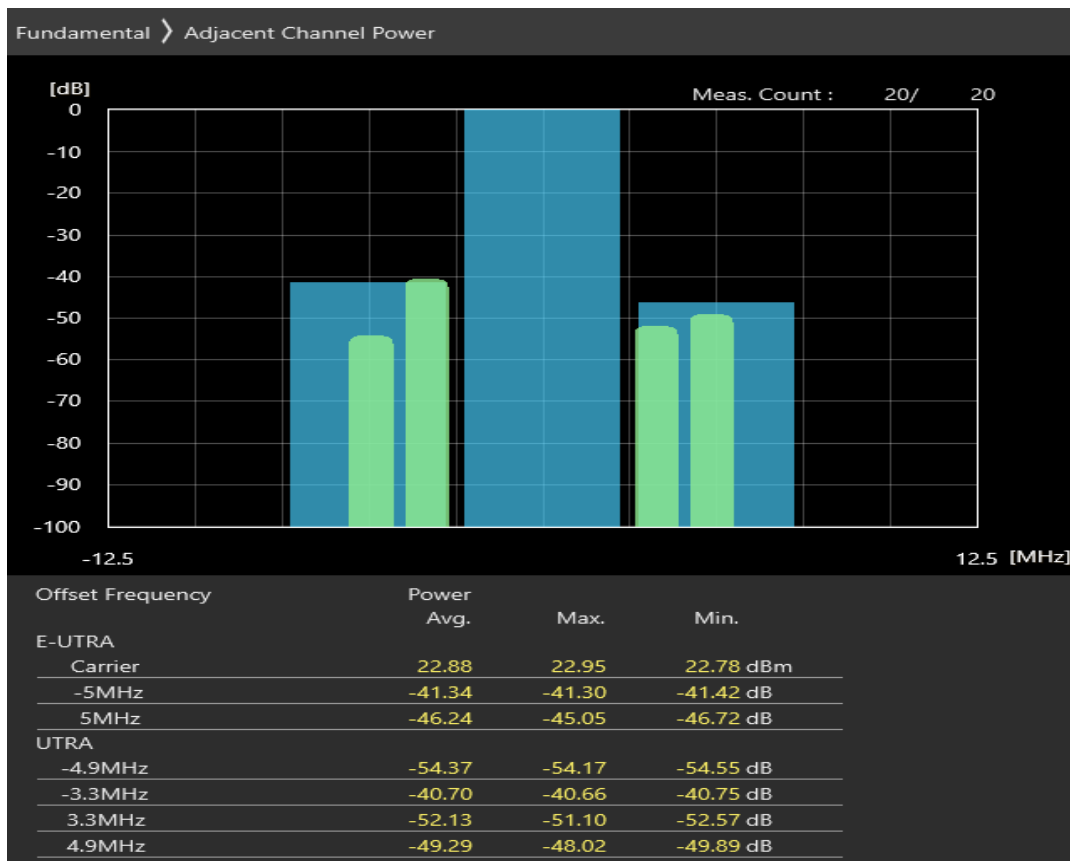 Fundamental 》 Adjacent Channel Power
[dB]
Meas. Count : 20/ 20
0
-10
-20
-30
-40
-50
-60
-70
-80
-90
-100
-12.5 12.5 [MHz]
Offset Frequency Power
Avg. Max. Min.
E-UTRA
Carrier 22.88 22.95 22.78 dBm
-5MHz -41.34 -41.30 -41.42 dB
5MHz -46.24 -45.05 -46.72 dB
UTRA
-4.9MHz -54.37 -54.17 -54.55 dB
-3.3MHz -40.70 -40.66 -40.75 dB
3.3MHz -52.13 -51.10 -52.57 dB
4.9MHz -49.29 -48.02 -49.89 dB